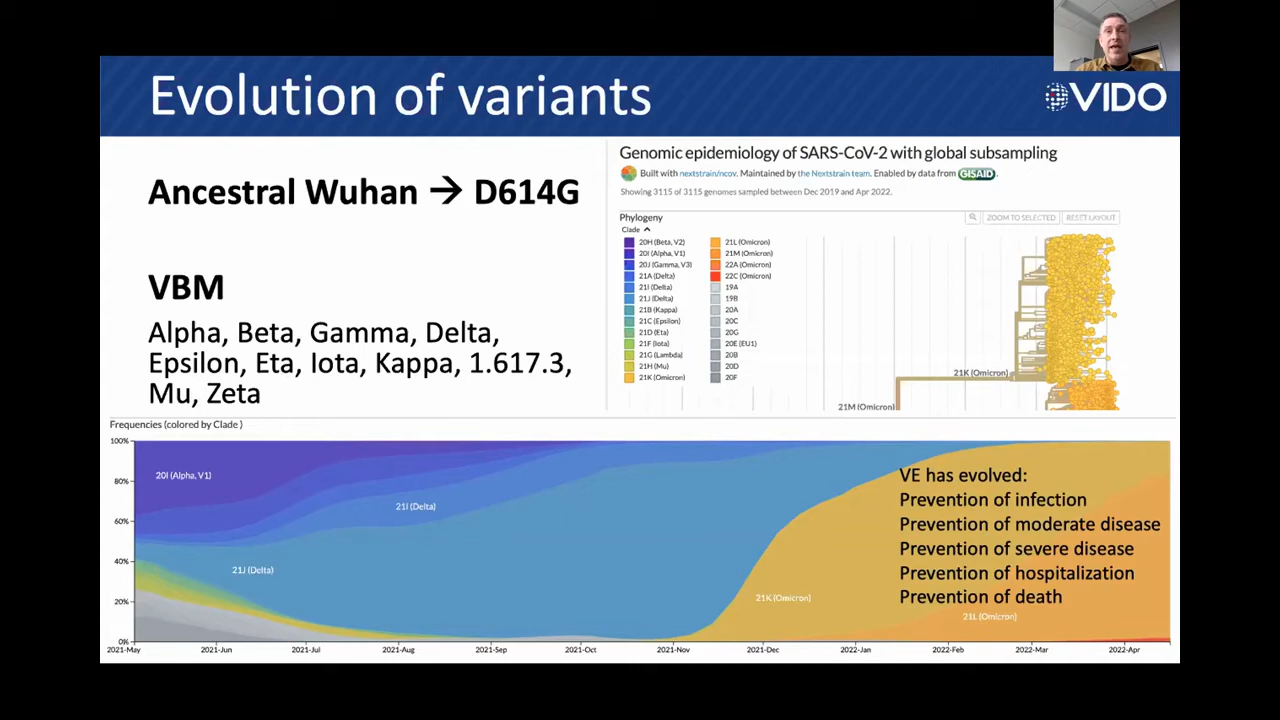 Evolution of variants
VIDO
Ancestral Wuhan → D614G
VBM
Alpha, Beta, Gamma, Delta,
Epsilon, Eta, Iota, Kappa, 1.617.3,
Mu, Zeta
Genomic epidemiology of SARS-CoV-2 with global subsampling
Built with nextstrain/ncov. Maintained by the Nextstrain team. Enabled by data from GISAID.
Showing 3115 of 3115 genomes sampled between Dec 2019 and Apr 2022.
Phylogeny
ZOOM TO SELECTED
RESET LAYOUT
Clade
20H (Beta, V2)
20I (Alpha, V1)
20J (Gamma, V3)
21A (Delta)
21I (Delta)
21J (Delta)
21B (Kappa)
21C (Epsilon)
21D (Eta)
21F (Iota)
21G (Lambda)
21H (Mu)
21K (Omicron)
21L (Omicron)
21M (Omicron)
22A (Omicron)
22C (Omicron)
19A
19B
20A
20C
20G
20E (EU1)
20B
20D
20F
21K (Omicron)
21M (Omicron)
Frequencies (colored by Clade )
100%
80%
60%
40%
20%
0%
20I (Alpha, V1)
21I (Delta)
21J (Delta)
21K (Omicron)
21L (Omicron)
VE has evolved:
Prevention of infection
Prevention of moderate disease
Prevention of severe disease
Prevention of hospitalization
Prevention of death
2021-May
2021-Jun
2021-Jul
2021-Aug
2021-Sep
2021-Oct
2021-Nov
2021-Dec
2022-Jan
2022-Feb
2022-Mar
2022-Apr